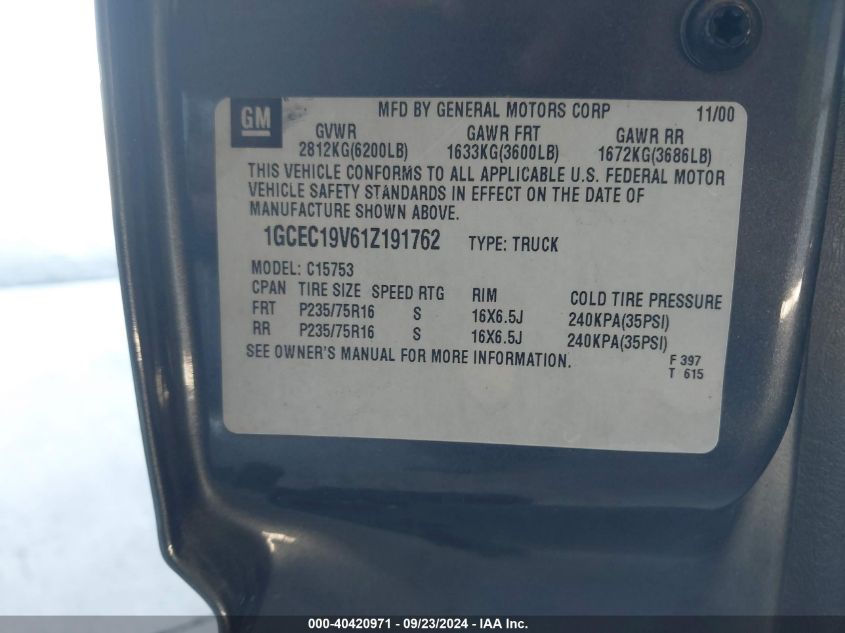 GM
MFD BY GENERAL MOTORS CORP 11/00
GVWR GAWR FRT GAWR RR
2812KG(6200LB) 1633KG(3600LB) 1672KG(3686LB)
THIS VEHICLE CONFORMS TO ALL APPLICABLE U.S. FEDERAL MOTOR
VEHICLE SAFETY STANDARDS IN EFFECT ON THE DATE OF
MANUFACTURE SHOWN ABOVE.
1GCEC19V61Z191762 TYPE: TRUCK
MODEL: C15753
CPAN TIRE SIZE SPEED RTG RIM COLD TIRE PRESSURE
FRT P235/75R16 S 16X6.5J 240KPA(35PSI)
RR P235/75R16 S 16X6.5J 240KPA(35PSI)
SEE OWNER'S MANUAL FOR MORE INFORMATION.
F 397
T 615
000-40420971 - 09/23/2024 - IAA Inc.